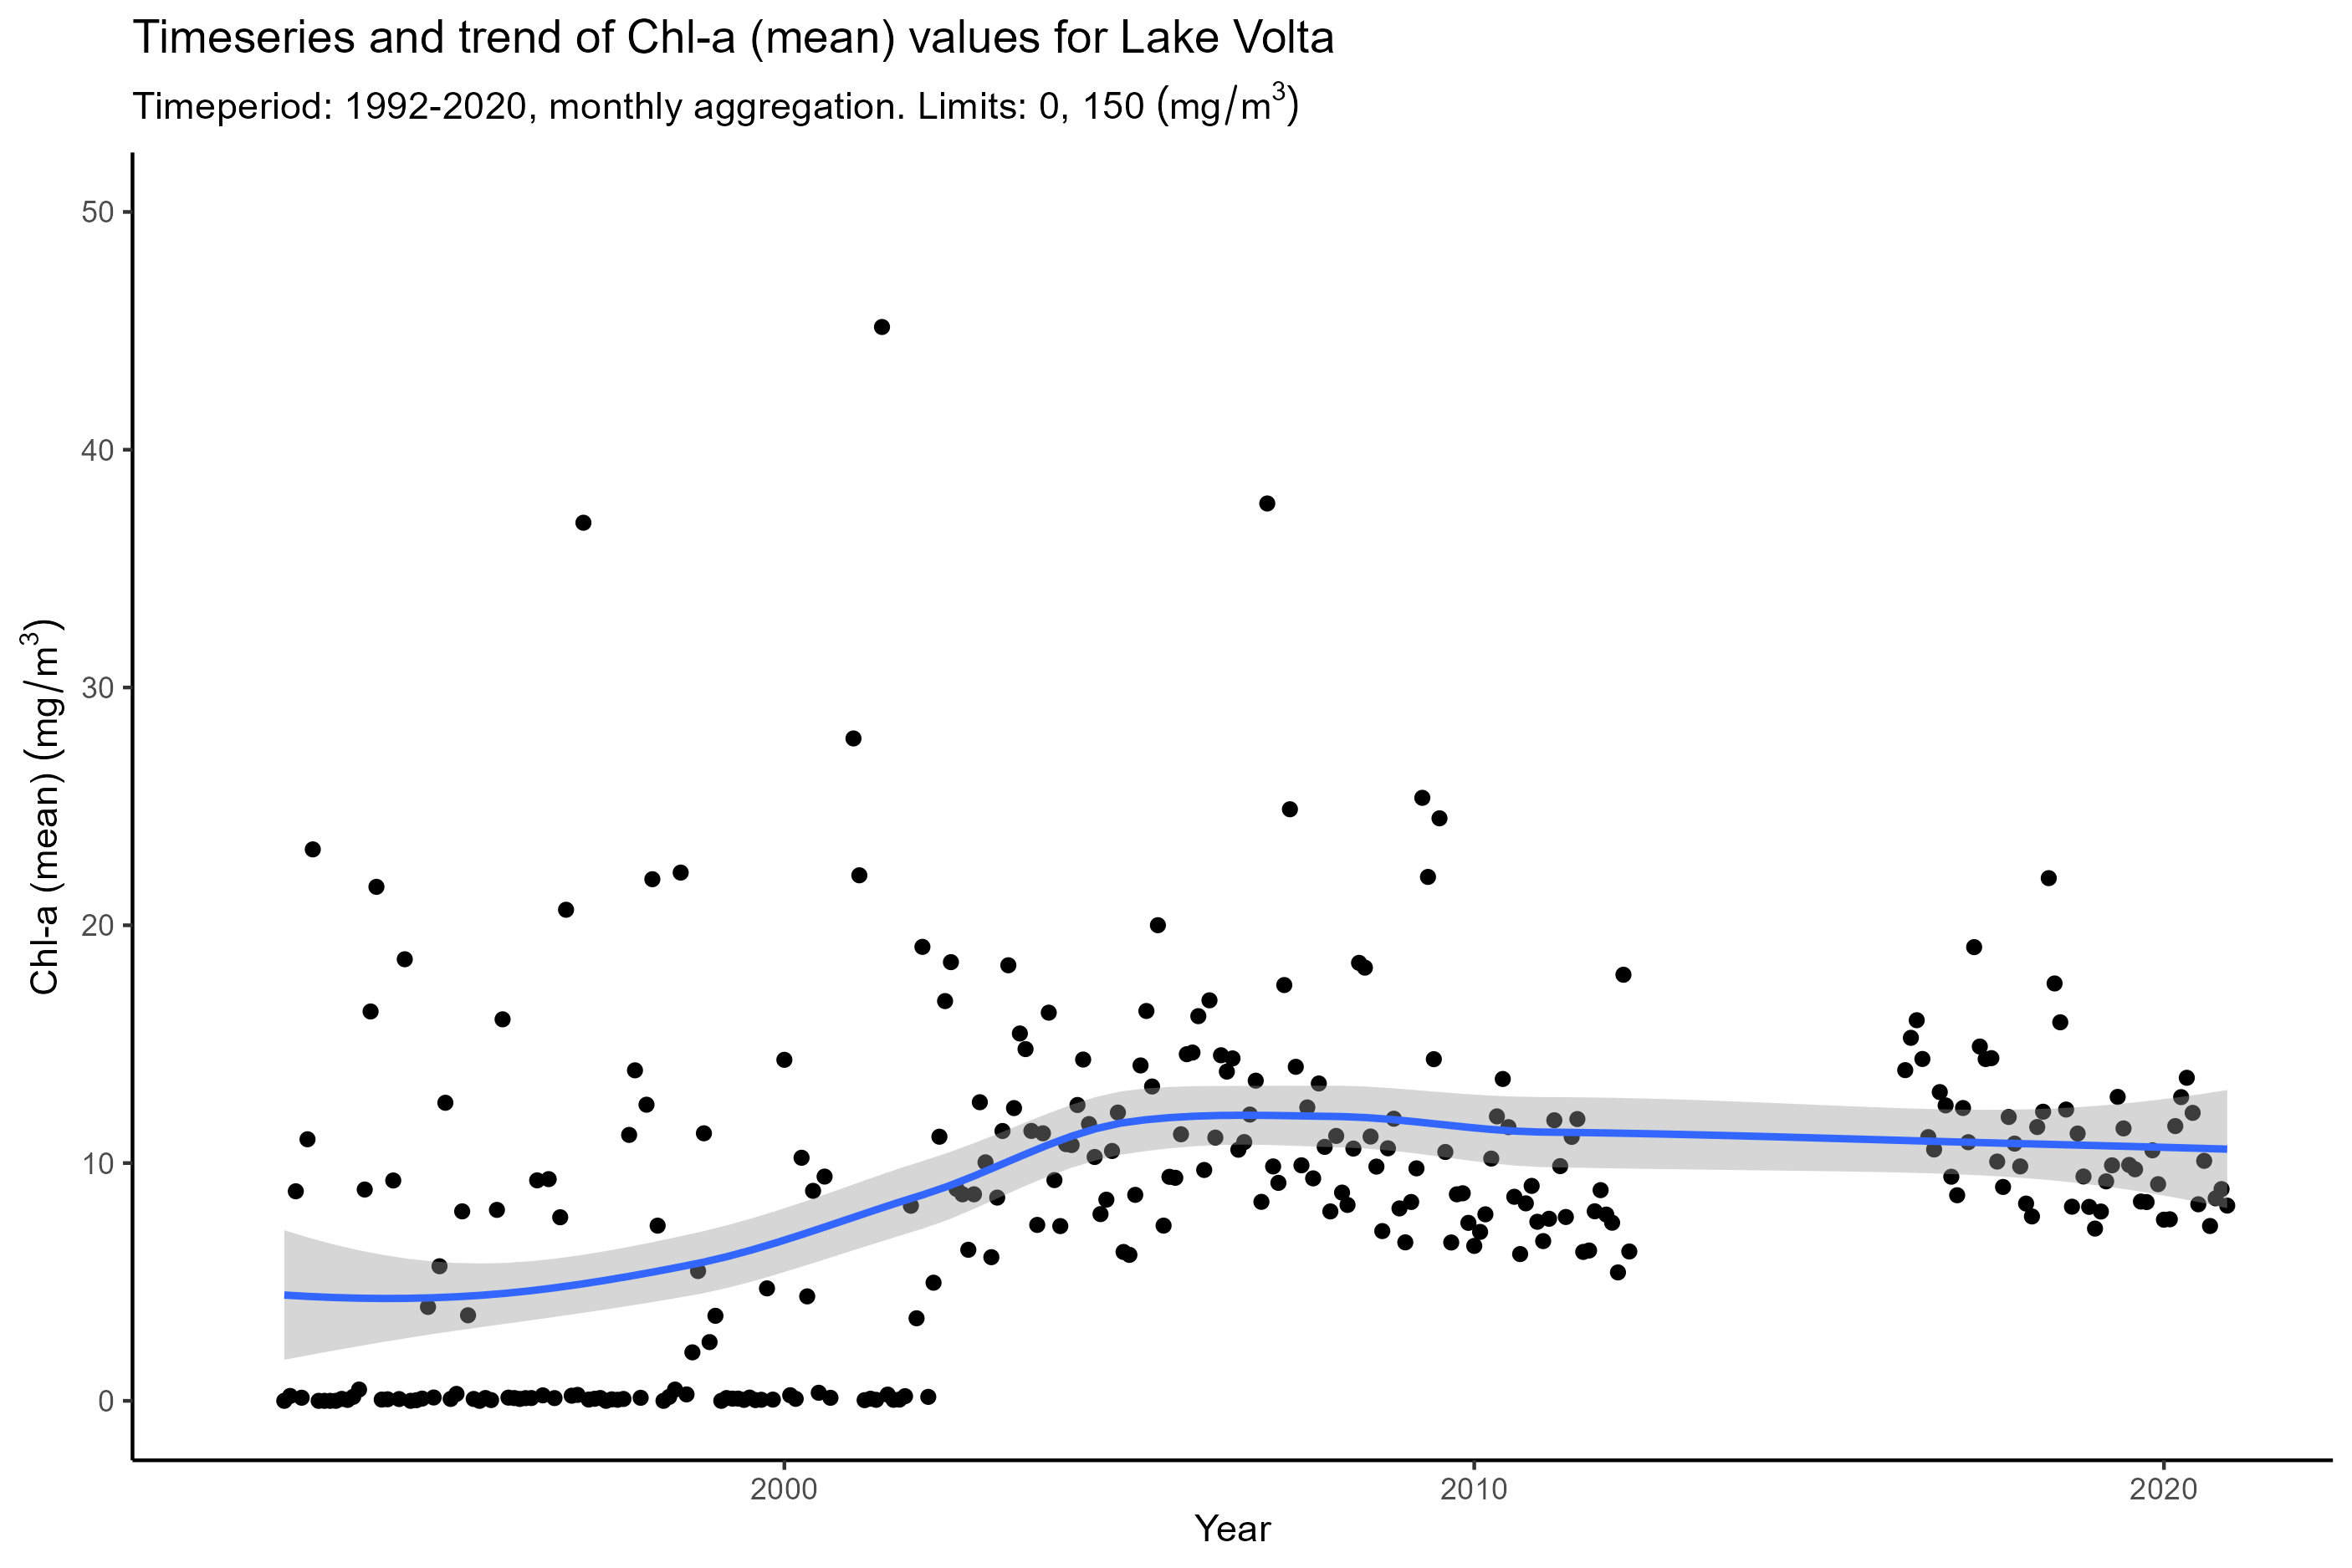 Timeseries and trend of Chl-a (mean) values for Lake Volta
Timeperiod: 1992-2020, monthly aggregation. Limits: 0, 150 (mg/m³)
50
40
30
20
10
0
Chl-a (mean) (mg/m³)
2000
2010
2020
Year